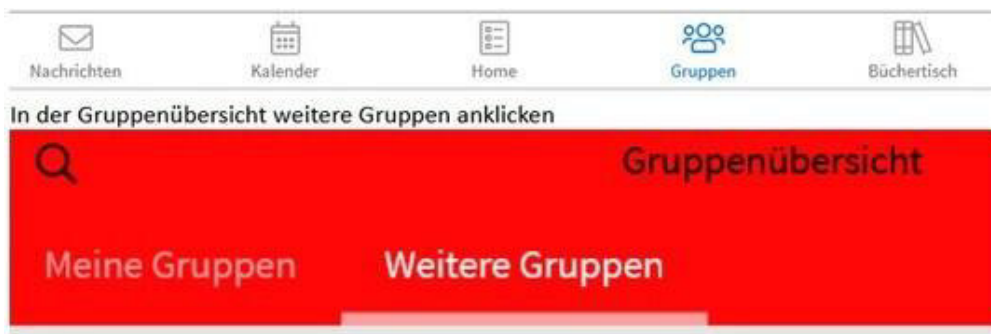 Nachrichten Kalender Home Gruppen Büchertisch
In der Gruppenübersicht weitere Gruppen anklicken
Gruppenübersicht
Meine Gruppen Weitere Gruppen